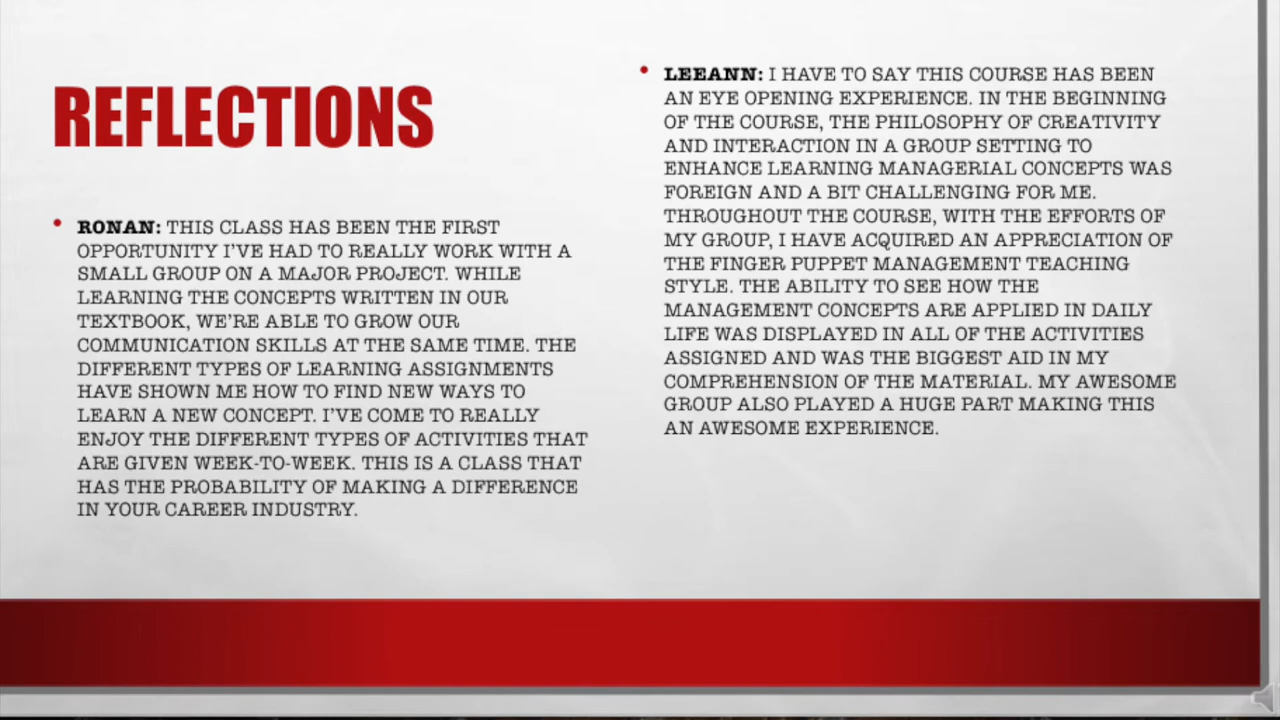 REFLECTIONS
RONAN: THIS CLASS HAS BEEN THE FIRST
OPPORTUNITY I'VE HAD TO REALLY WORK WITH A
SMALL GROUP ON A MAJOR PROJECT. WHILE
LEARNING THE CONCEPTS WRITTEN IN OUR
TEXTBOOK, WE'RE ABLE TO GROW OUR
COMMUNICATION SKILLS AT THE SAME TIME. THE
DIFFERENT TYPES OF LEARNING ASSIGNMENTS
HAVE SHOWN ME HOW TO FIND NEW WAYS TO
LEARN A NEW CONCEPT. I'VE COME TO REALLY
ENJOY THE DIFFERENT TYPES OF ACTIVITIES THAT
ARE GIVEN WEEK-TO-WEEK. THIS IS A CLASS THAT
HAS THE PROBABILITY OF MAKING A DIFFERENCE
IN YOUR CAREER INDUSTRY.
LEEANN: I HAVE TO SAY THIS COURSE HAS BEEN
AN EYE OPENING EXPERIENCE. IN THE BEGINNING
OF THE COURSE, THE PHILOSOPHY OF CREATIVITY
AND INTERACTION IN A GROUP SETTING TO
ENHANCE LEARNING MANAGERIAL CONCEPTS WAS
FOREIGN AND A BIT CHALLENGING FOR ME.
THROUGHOUT THE COURSE, WITH THE EFFORTS OF
MY GROUP, I HAVE ACQUIRED AN APPRECIATION OF
THE FINGER PUPPET MANAGEMENT TEACHING
STYLE. THE ABILITY TO SEE HOW THE
MANAGEMENT CONCEPTS ARE APPLIED IN DAILY
LIFE WAS DISPLAYED IN ALL OF THE ACTIVITIES
ASSIGNED AND WAS THE BIGGEST AID IN MY
COMPREHENSION OF THE MATERIAL. MY AWESOME
GROUP ALSO PLAYED A HUGE PART MAKING THIS
AN AWESOME EXPERIENCE.